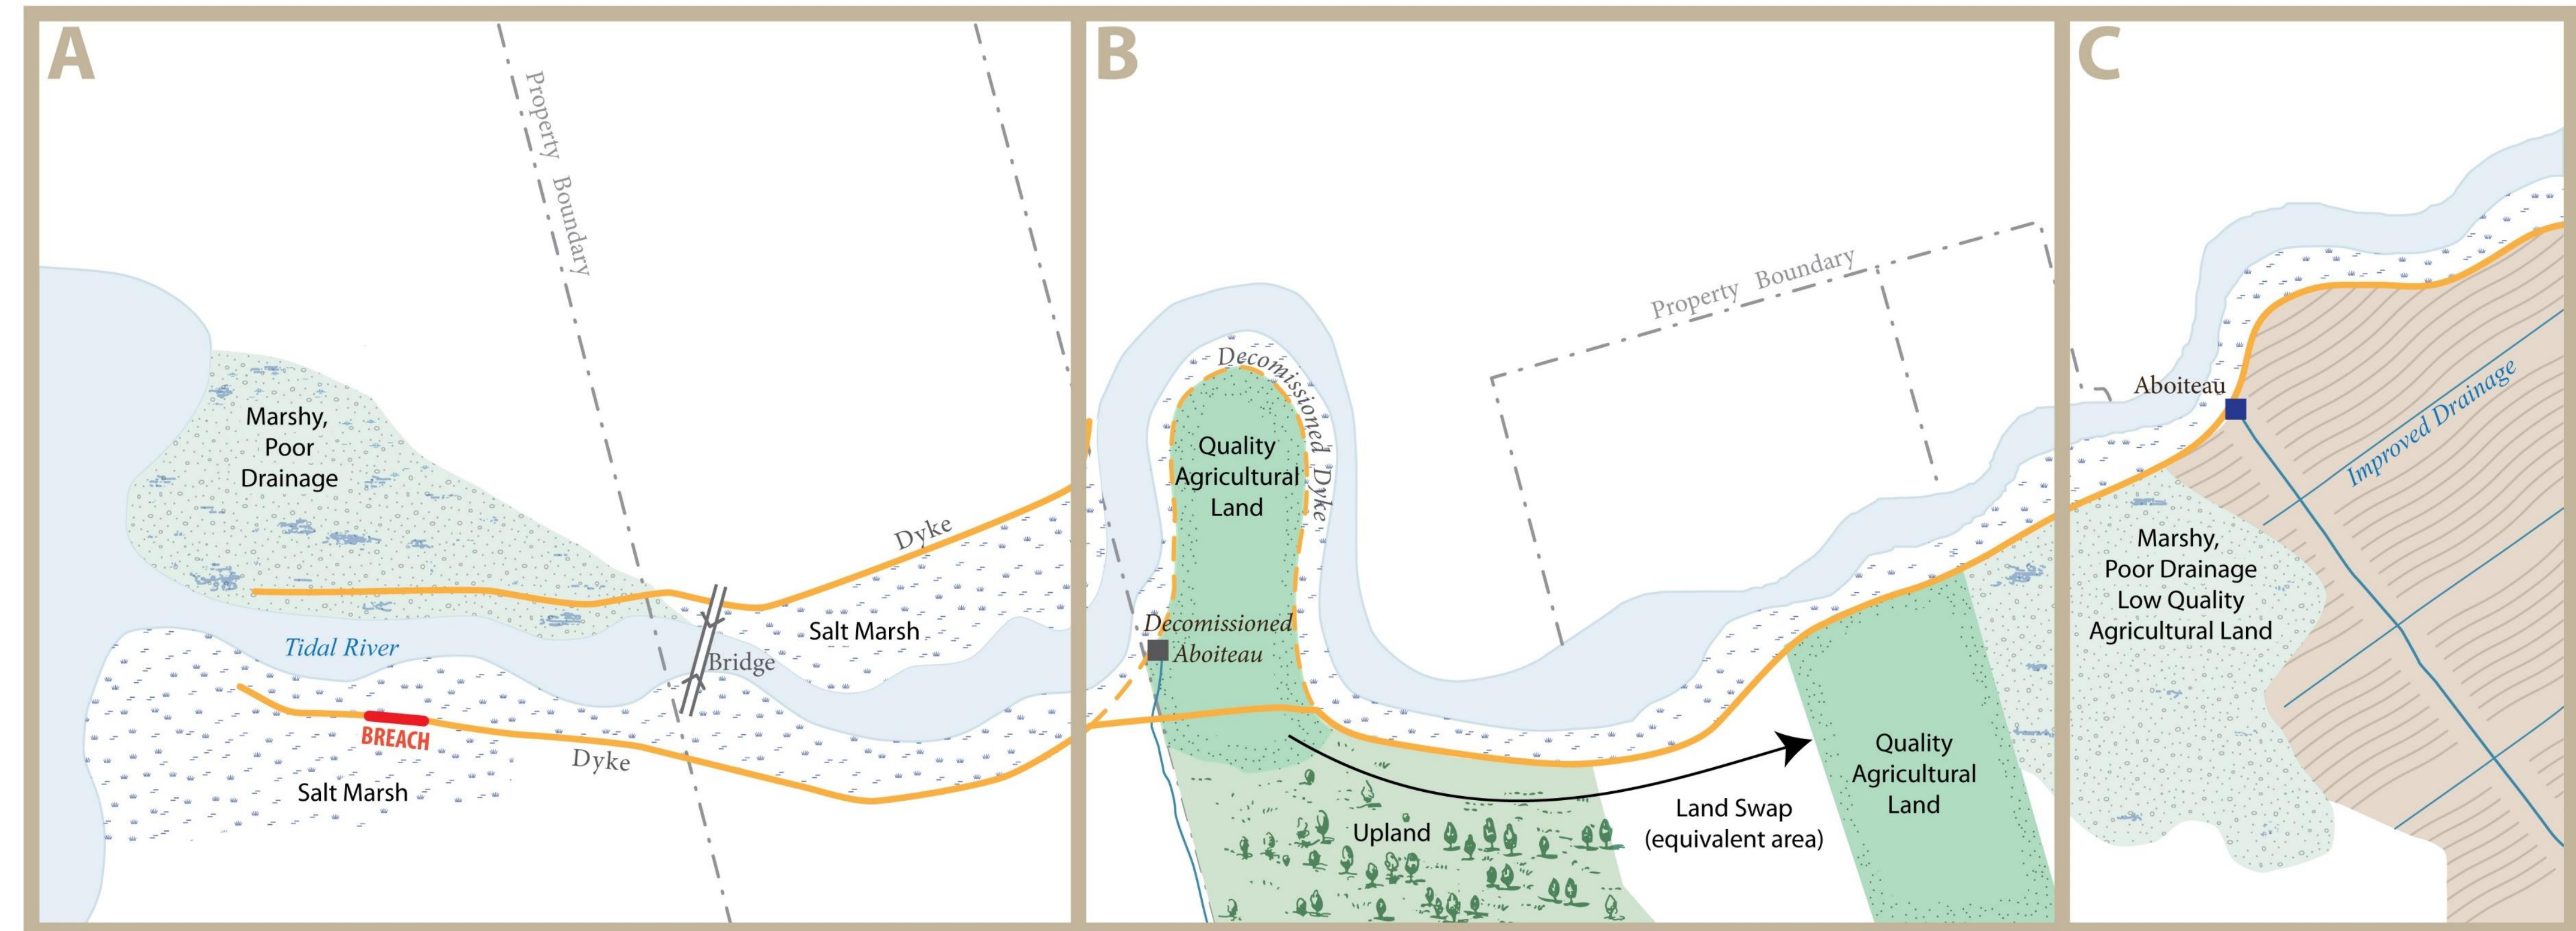 A
Property Boundary
Marshy,
Poor
Drainage
Dyke
Salt Marsh
Tidal River
Bridge
BREACH
Dyke
Salt Marsh
B
Property Boundary
Decomissioned Dyke
Quality
Agricultural
Land
Decomissioned
Aboiteau
Quality
Agricultural
Land
Land Swap
(equivalent area)
Upland
C
Aboiteau
Improved Drainage
Marshy,
Poor Drainage
Low Quality
Agricultural Land